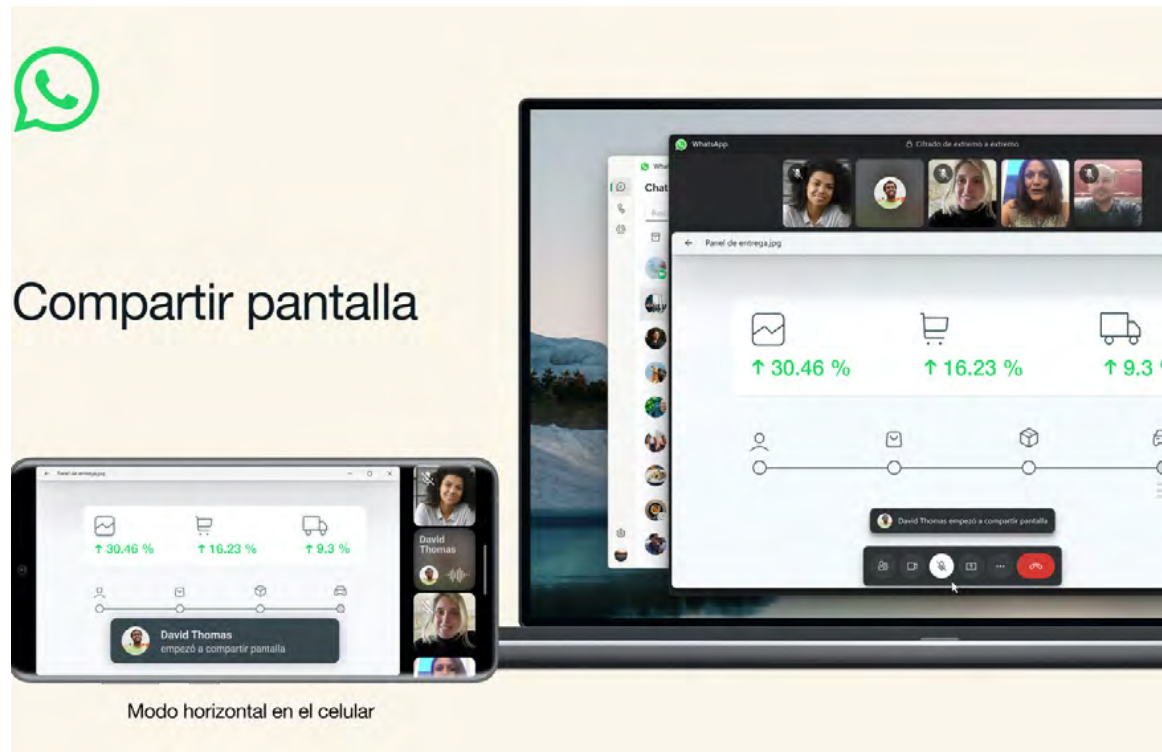 Compartir pantalla
WhatsApp
Cifrado de extremo a extremo
Chat
← Panel de entrega.jpg
↑ 30.46 %
↑ 16.23 %
↑ 9.3 %
David Thomas empezó a compartir pantalla
Panel de entrega.jpg
↑ 30.46 %
↑ 16.23 %
↑ 9.3 %
David
Thomas
David Thomas
empezó a compartir pantalla
Modo horizontal en el celular